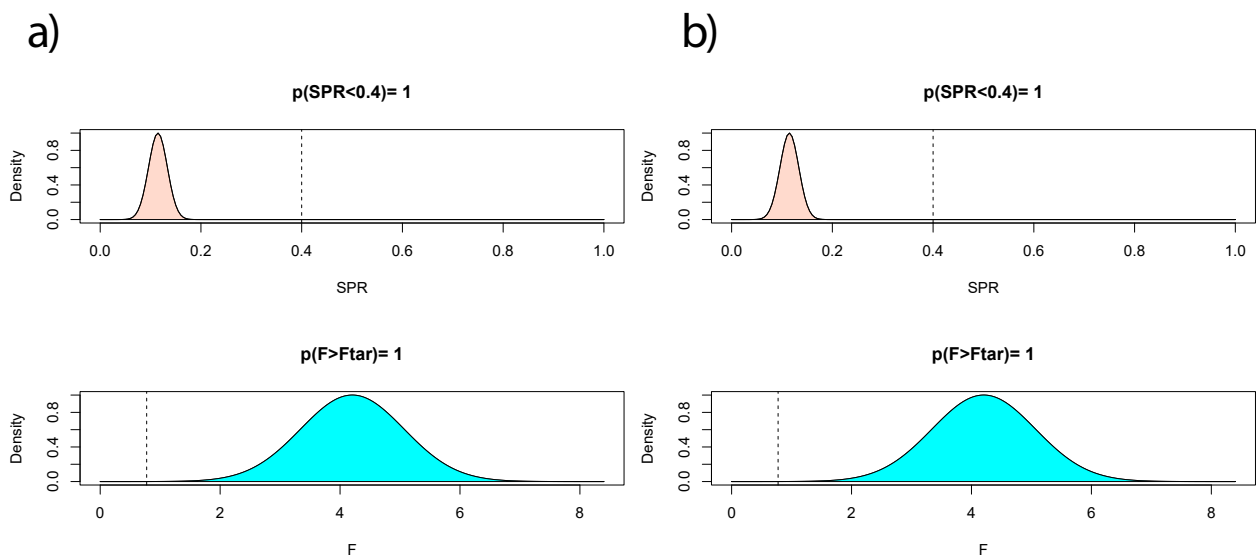 a)
p(SPR<0.4)= 1
Density
0.0 0.4 0.8
0.0 0.2 0.4 0.6 0.8 1.0
SPR
p(F>Ftar)= 1
Density
0.0 0.4 0.8
0 2 4 6 8
F
b)
p(SPR<0.4)= 1
Density
0.0 0.4 0.8
0.0 0.2 0.4 0.6 0.8 1.0
SPR
p(F>Ftar)= 1
Density
0.0 0.4 0.8
0 2 4 6 8
F